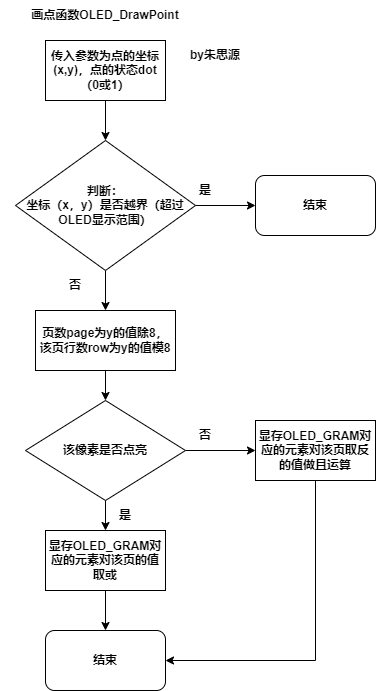 画点函数OLED_DrawPoint
传入参数为点的坐标
(x,y)，点的状态dot
（0或1）
by朱思源
判断：
坐标（x，y）是否越界（超过
OLED显示范围)
是
结束
否
页数page为y的值除8，
该页行数row为y的值模8
该像素是否点亮
否
显存OLED_GRAM对
应的元素对该页取反
的值做且运算
是
显存OLED_GRAM对
应的元素对该页的值
取或
结束